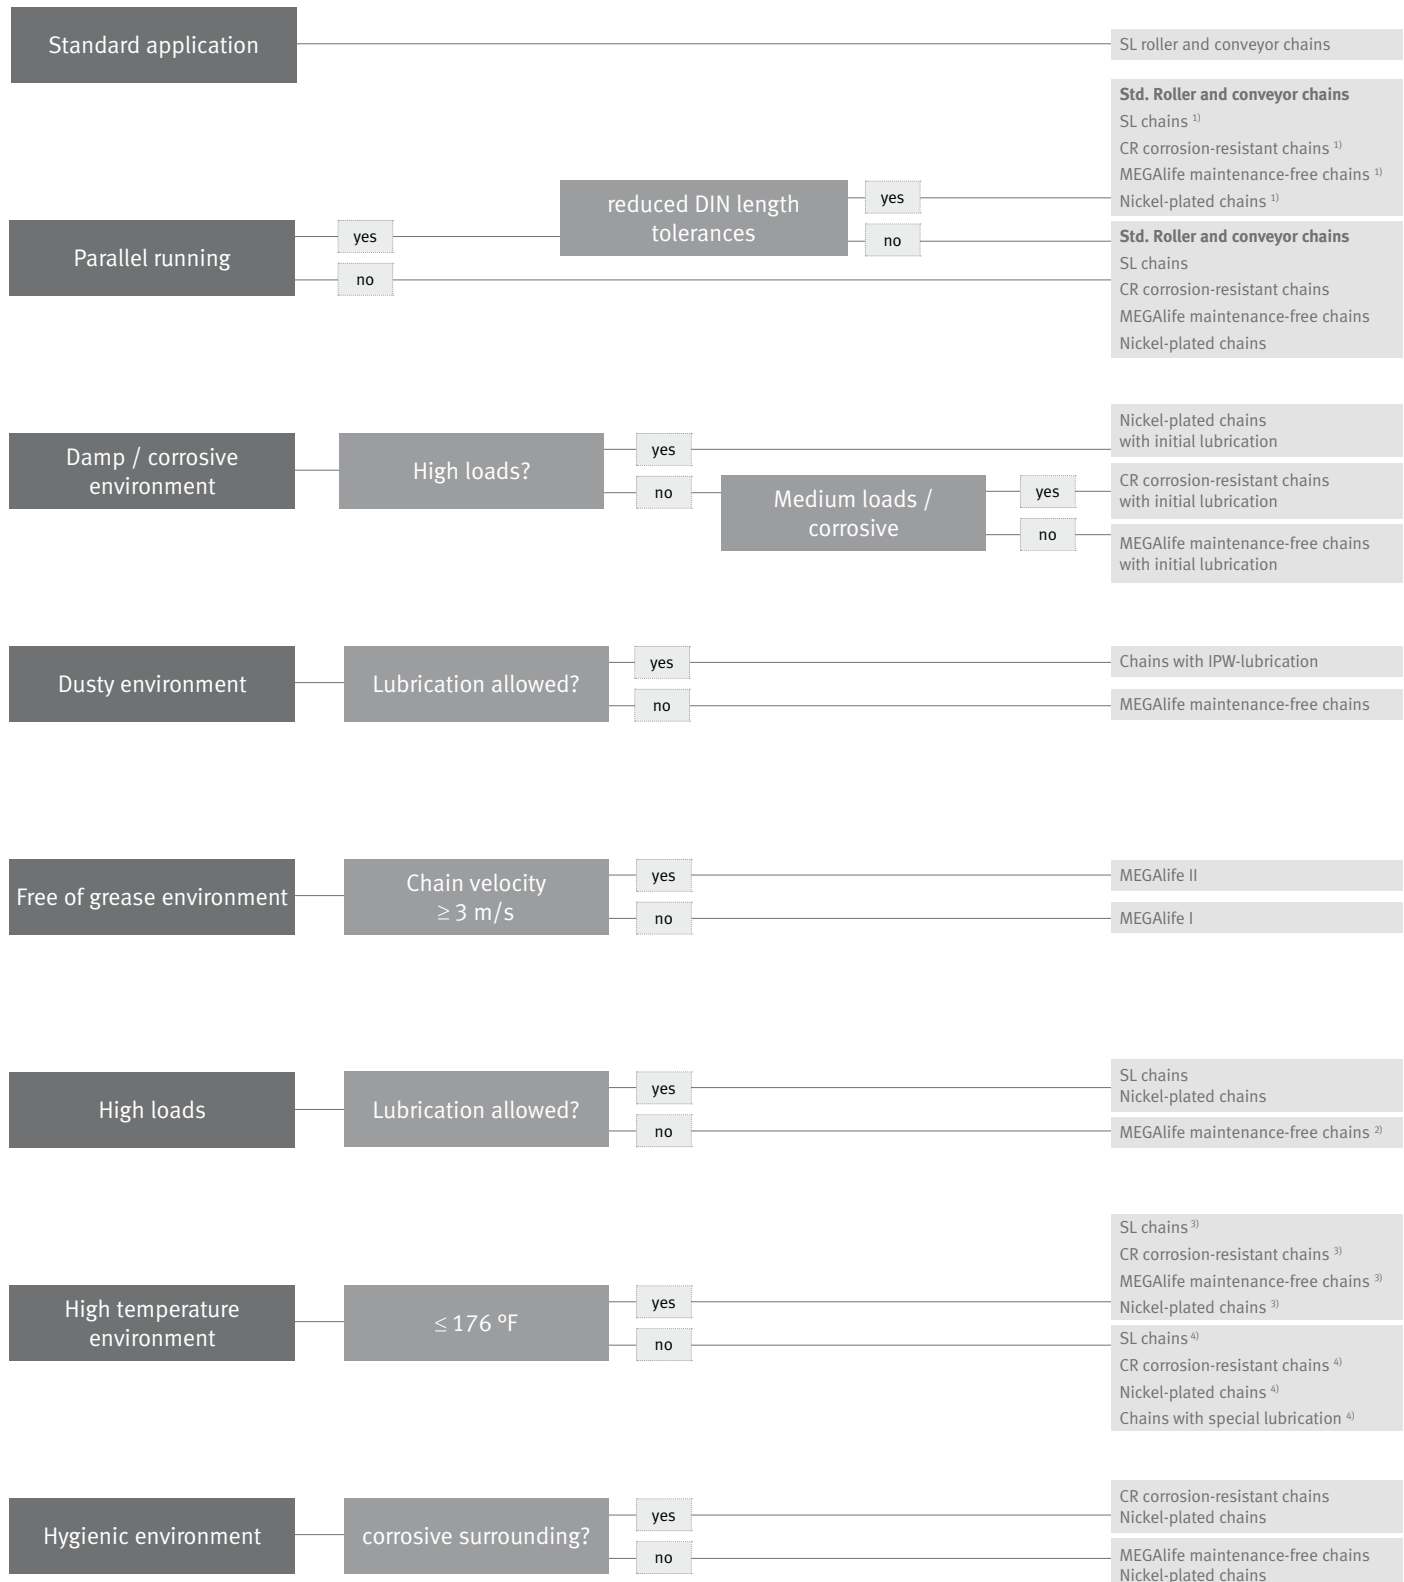 Standard application
SL roller and conveyor chains
Parallel running
yes
no
reduced DIN length
tolerances
yes
no
Std. Roller and conveyor chains
SL chains 1)
CR corrosion-resistant chains 1)
MEGAlife maintenance-free chains 1)
Nickel-plated chains 1)
Std. Roller and conveyor chains
SL chains
CR corrosion-resistant chains
MEGAlife maintenance-free chains
Nickel-plated chains
Damp / corrosive
environment
High loads?
yes
no
Medium loads /
corrosive
yes
no
Nickel-plated chains
with initial lubrication
CR corrosion-resistant chains
with initial lubrication
MEGAlife maintenance-free chains
with initial lubrication
Dusty environment
Lubrication allowed?
yes
no
Chains with IPW-lubrication
MEGAlife maintenance-free chains
Free of grease environment
Chain velocity
≥ 3 m/s
yes
no
MEGAlife II
MEGAlife I
High loads
Lubrication allowed?
yes
no
SL chains
Nickel-plated chains
MEGAlife maintenance-free chains 2)
High temperature
environment
≤ 176 °F
yes
no
SL chains 3)
CR corrosion-resistant chains 3)
MEGAlife maintenance-free chains 3)
Nickel-plated chains 3)
SL chains 4)
CR corrosion-resistant chains 4)
Nickel-plated chains 4)
Chains with special lubrication 4)
Hygienic environment
corrosive surrounding?
yes
no
CR corrosion-resistant chains
Nickel-plated chains
MEGAlife maintenance-free chains
Nickel-plated chains